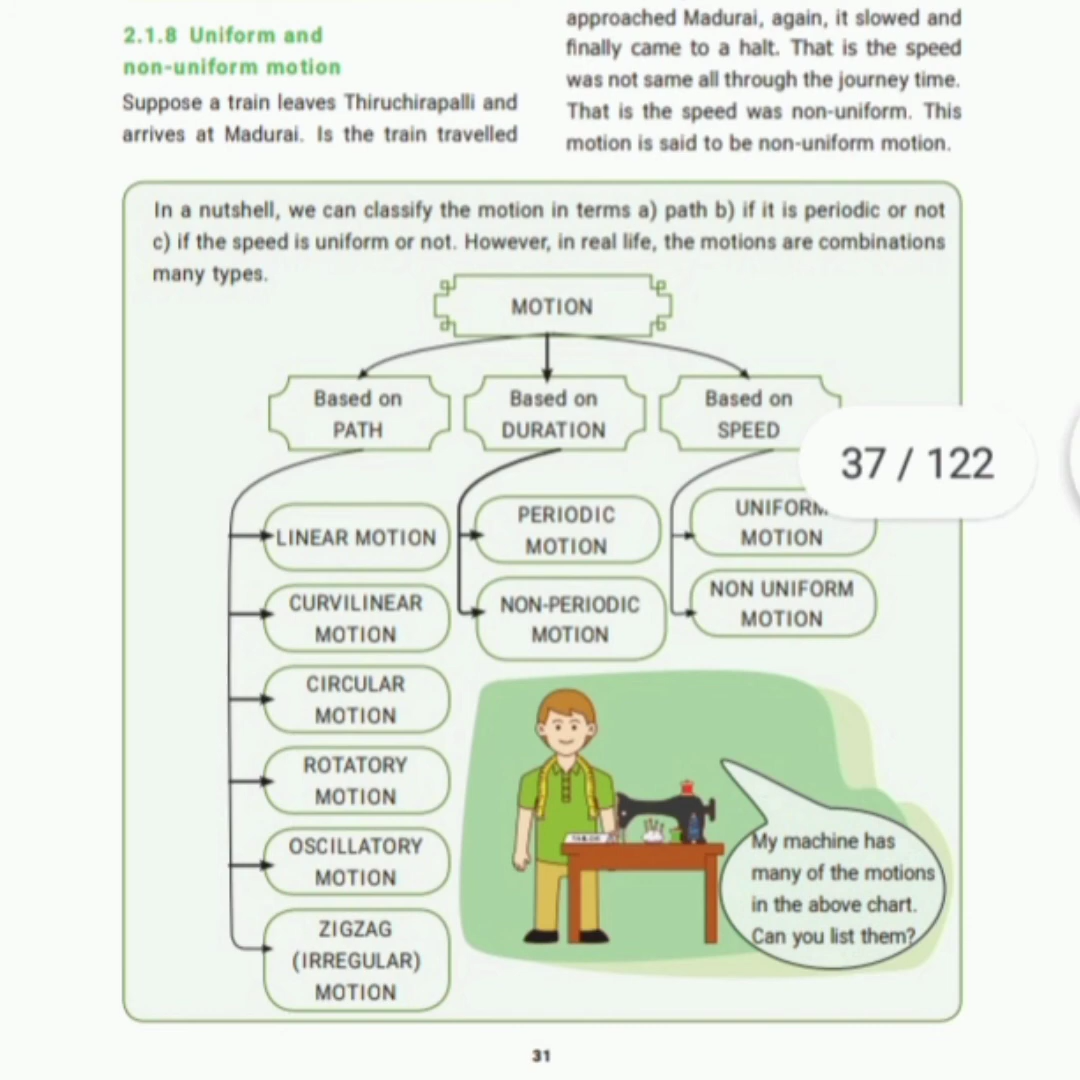 2.1.8 Uniform and
non-uniform motion
Suppose a train leaves Thiruchirapalli and
arrives at Madurai. Is the train travelled
approached Madurai, again, it slowed and
finally came to a halt. That is the speed
was not same all through the journey time.
That is the speed was non-uniform. This
motion is said to be non-uniform motion.
In a nutshell, we can classify the motion in terms a) path b) if it is periodic or not
c) if the speed is uniform or not. However, in real life, the motions are combinations
many types.
MOTION
Based on
PATH
Based on
DURATION
Based on
SPEED
37 / 122
LINEAR MOTION
CURVILINEAR
MOTION
CIRCULAR
MOTION
ROTATORY
MOTION
OSCILLATORY
MOTION
ZIGZAG
(IRREGULAR)
MOTION
PERIODIC
MOTION
NON-PERIODIC
MOTION
UNIFORM
MOTION
NON UNIFORM
MOTION
My machine has
many of the motions
in the above chart.
Can you list them?
31